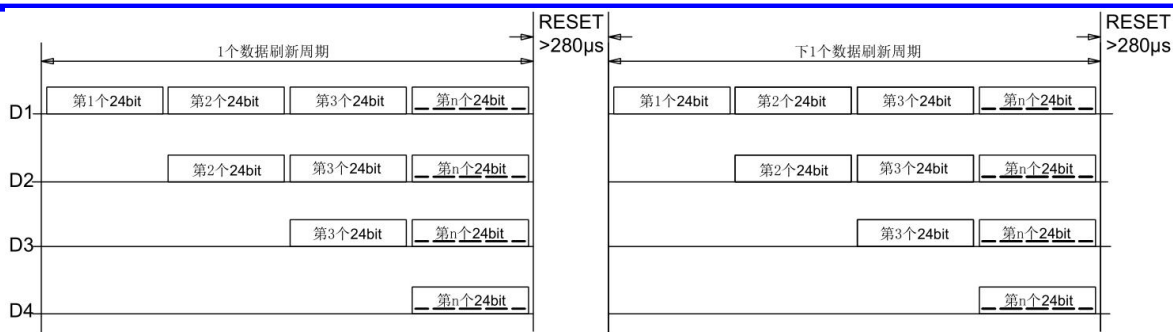 RESET
>280μs
RESET
>280μs
1个数据刷新周期
下1个数据刷新周期
D1 第1个24bit 第2个24bit 第3个24bit 第n个24bit 第1个24bit 第2个24bit 第3个24bit 第n个24bit
D2 第2个24bit 第3个24bit 第n个24bit 第2个24bit 第3个24bit 第n个24bit
D3 第3个24bit 第n个24bit 第3个24bit 第n个24bit
D4 第n个24bit 第n个24bit